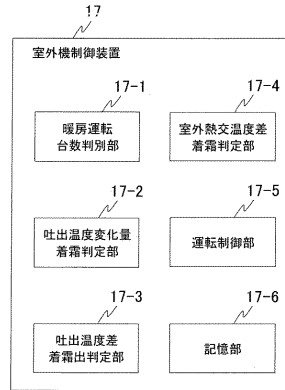 17
室外機制御装置
17-1
暖房運転
台数判別部
17-4
室外熱交温度差
着霜判定部
17-2
吐出温度変化量
着霜判定部
17-5
運転制御部
17-3
吐出温度差
着霜出判定部
17-6
記憶部